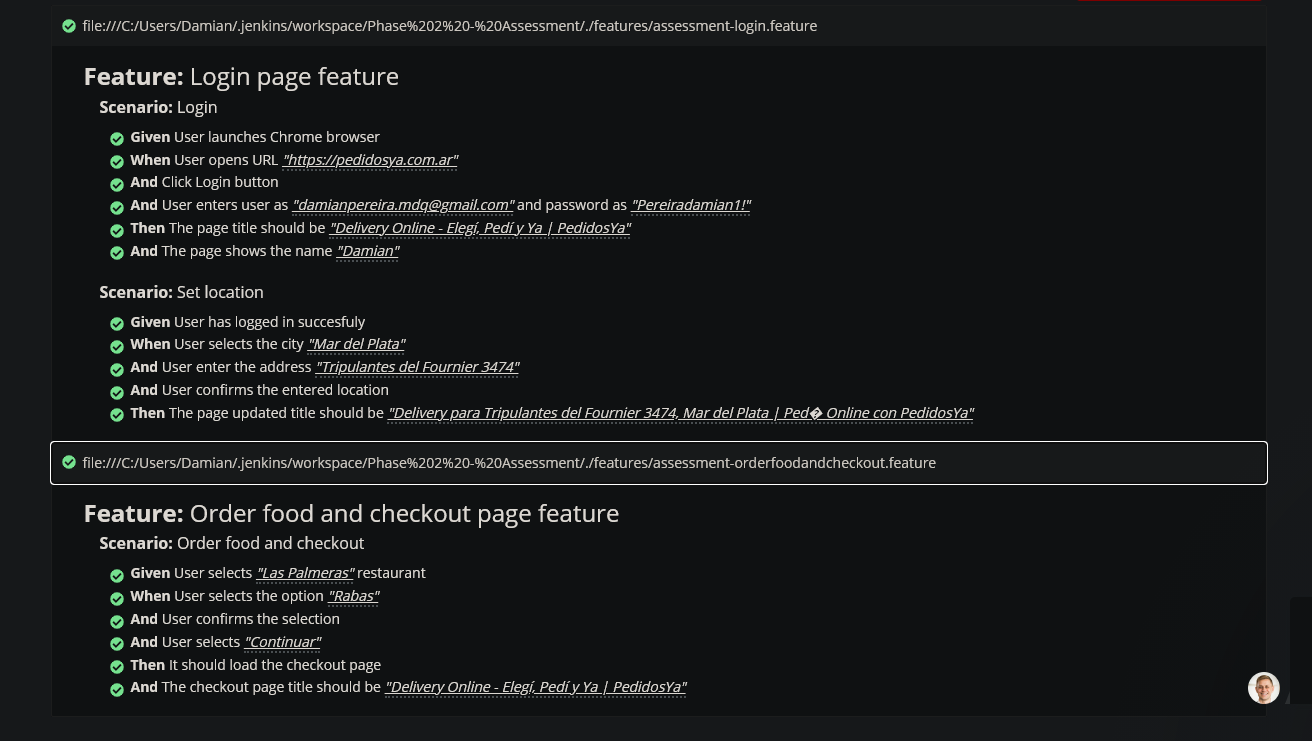 file:///C:/Users/Damian/.jenkins/workspace/Phase%202%20-%20Assessment/./features/assessment-login.feature
Feature: Login page feature
Scenario: Login
Given User launches Chrome browser
When User opens URL "https://pedidosya.com.ar"
And Click Login button
And User enters user as "damianpereira.mdq@gmail.com" and password as "Pereiradamian1!"
Then The page title should be "Delivery Online - Elegí, Pedí y Ya | PedidosYa"
And The page shows the name "Damian"
Scenario: Set location
Given User has logged in succesfuly
When User selects the city "Mar del Plata"
And User enter the address "Tripulantes del Fournier 3474"
And User confirms the entered location
Then The page updated title should be "Delivery para Tripulantes del Fournier 3474, Mar del Plata | Ped� Online con PedidosYa"
file:///C:/Users/Damian/.jenkins/workspace/Phase%202%20-%20Assessment/./features/assessment-orderfoodandcheckout.feature
Feature: Order food and checkout page feature
Scenario: Order food and checkout
Given User selects "Las Palmeras" restaurant
When User selects the option "Rabas"
And User confirms the selection
And User selects "Continuar"
Then It should load the checkout page
And The checkout page title should be "Delivery Online - Elegí, Pedí y Ya | PedidosYa"